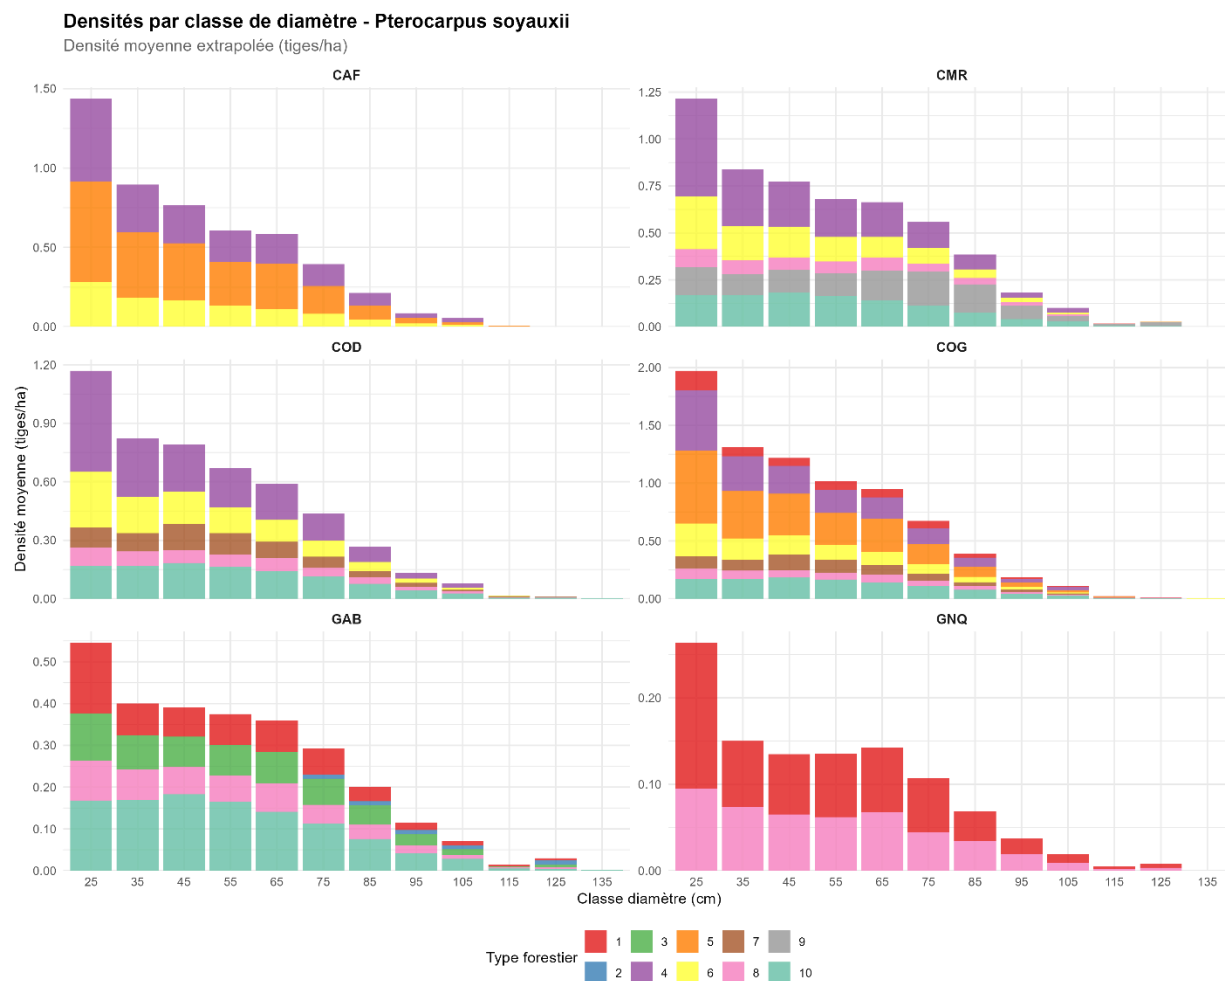 Densités par classe de diamètre - Pterocarpus soyauxii
Densité moyenne extrapolée (tiges/ha)
CAF
CMR
1.50
1.00
0.50
0.00
1.25
1.00
0.75
0.50
0.25
0.00
COD
COG
Densité moyenne (tiges/ha)
1.20
0.90
0.60
0.30
0.00
2.00
1.50
1.00
0.50
0.00
GAB
GNQ
0.50
0.40
0.30
0.20
0.10
0.00
0.20
0.10
0.00
25 35 45 55 65 75 85 95 105 115 125 135
25 35 45 55 65 75 85 95 105 115 125 135
Classe diamètre (cm)
Type forestier
1 3 5 7 9
2 4 6 8 10